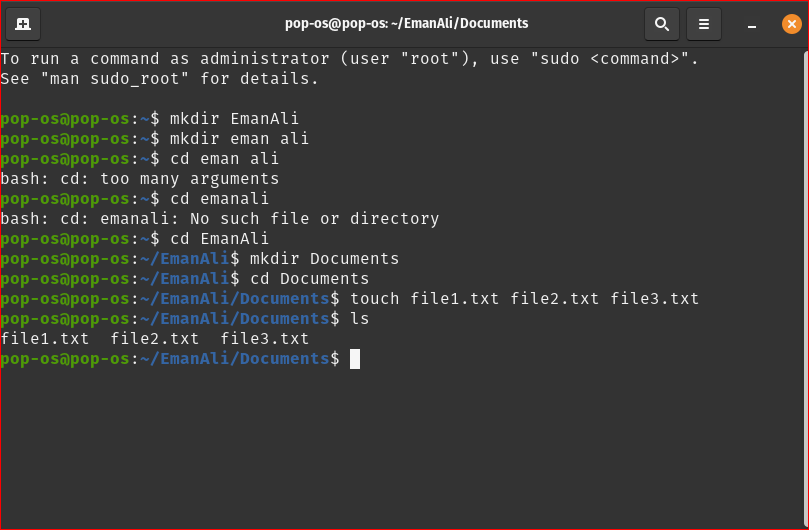 pop-os@pop-os: ~/EmanAli/Documents
To run a command as administrator (user "root"), use "sudo <command>".
See "man sudo_root" for details.
pop-os@pop-os:~$ mkdir EmanAli
pop-os@pop-os:~$ mkdir eman ali
pop-os@pop-os:~$ cd eman ali
bash: cd: too many arguments
pop-os@pop-os:~$ cd emanali
bash: cd: emanali: No such file or directory
pop-os@pop-os:~$ cd EmanAli
pop-os@pop-os:~/EmanAli$ mkdir Documents
pop-os@pop-os:~/EmanAli$ cd Documents
pop-os@pop-os:~/EmanAli/Documents$ touch file1.txt file2.txt file3.txt
pop-os@pop-os:~/EmanAli/Documents$ ls
file1.txt  file2.txt  file3.txt
pop-os@pop-os:~/EmanAli/Documents$